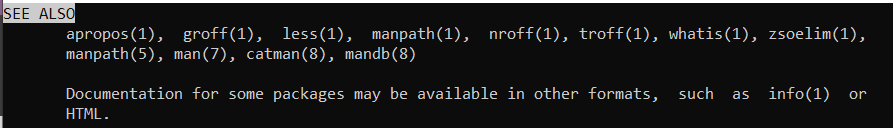 SEE ALSO
apropos(1), groff(1), less(1), manpath(1), nroff(1), troff(1), whatis(1), zsoelim(1),
manpath(5), man(7), catman(8), mandb(8)
Documentation for some packages may be available in other formats, such as info(1) or
HTML.